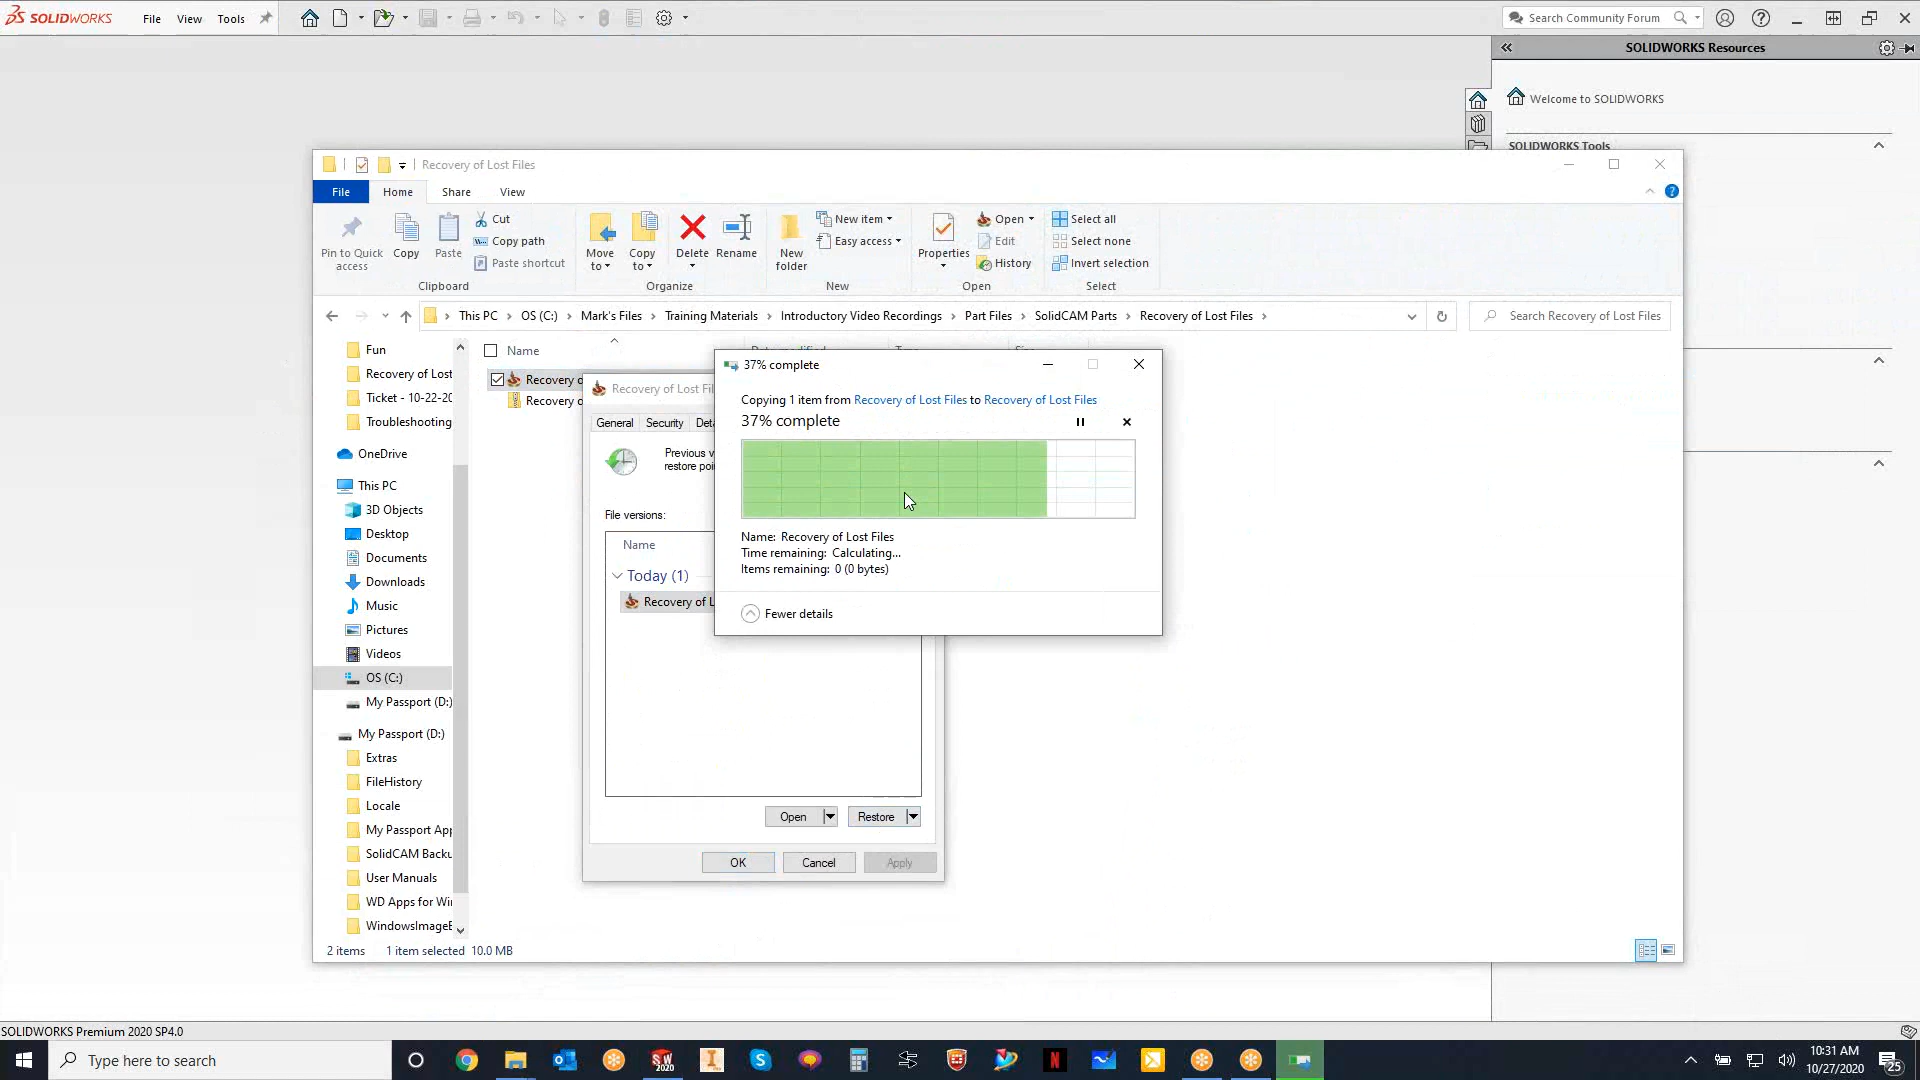 SOLIDWORKS File View Tools Search Community Forum
SOLIDWORKS Resources
Welcome to SOLIDWORKS
SOLIDWORKS Tools
Recovery of Lost Files
File Home Share View
Pin to Quick access
Copy
Paste
Cut
Copy path
Paste shortcut
Clipboard
Move to
Copy to
Delete
Rename
Organize
New folder
New item
Easy access
New
Properties
Open
Edit
History
Open
Select all
Select none
Invert selection
Select
This PC > OS (C:) > Mark's Files > Training Materials > Introductory Video Recordings > Part Files > SolidCAM Parts > Recovery of Lost Files >
Search Recovery of Lost Files
Fun
Recovery of Lost
Ticket - 10-22-20
Troubleshooting
OneDrive
This PC
3D Objects
Desktop
Documents
Downloads
Music
Pictures
Videos
OS (C:)
My Passport (D:)
My Passport (D:)
Extras
FileHistory
Locale
My Passport App
SolidCAM Backu
User Manuals
WD Apps for Win
WindowsImageB
Name
Recovery o
Recovery o
Recovery of Lost Fi
General Security Det
Previous v
restore poi
File versions:
Name
Today (1)
Recovery of L
Open Restore
OK Cancel Apply
37% complete
Copying 1 item from Recovery of Lost Files to Recovery of Lost Files
37% complete
Name: Recovery of Lost Files
Time remaining: Calculating...
Items remaining: 0 (0 bytes)
Fewer details
2 items 1 item selected 10.0 MB
SOLIDWORKS Premium 2020 SP4.0
Type here to search
SW
2020
10:31 AM
10/27/2020
25